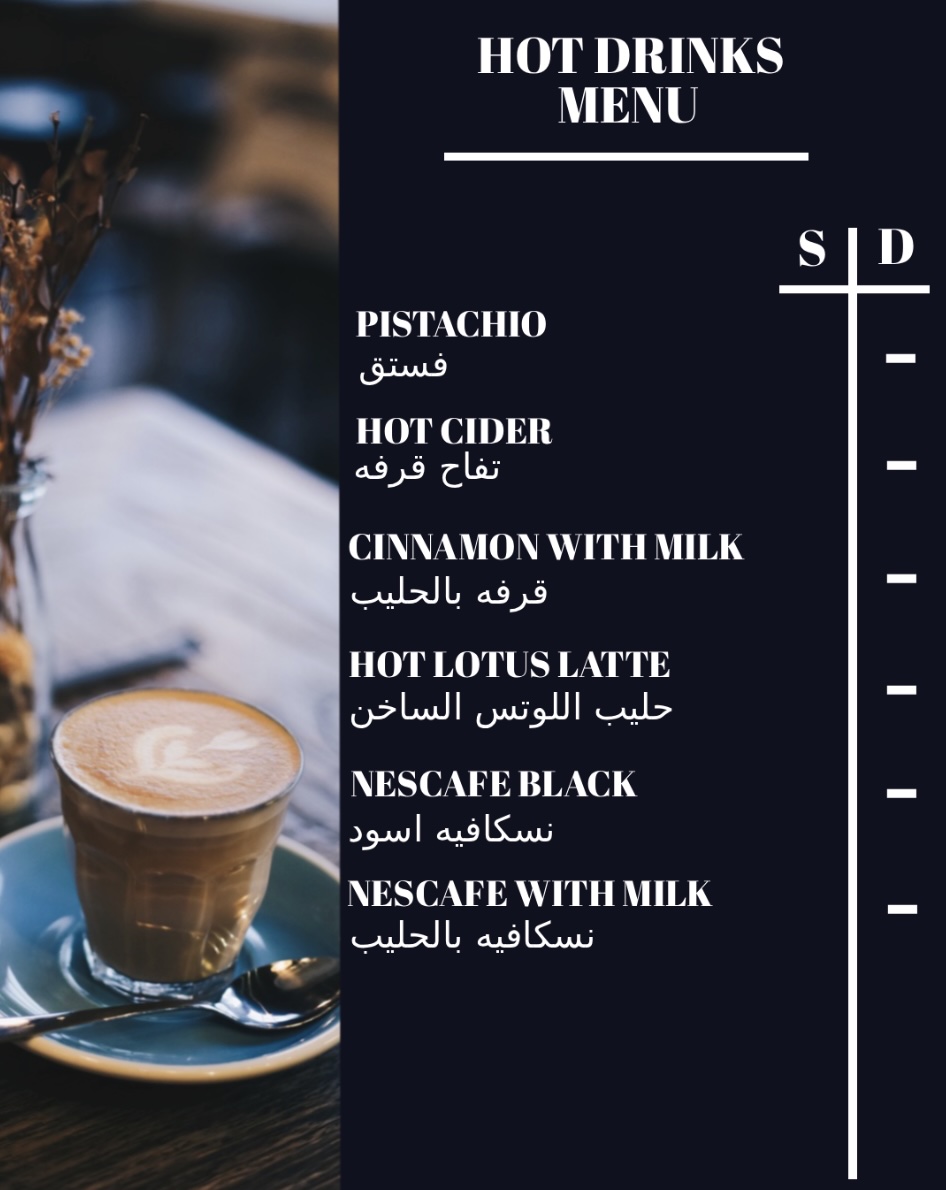 HOT DRINKS
MENU
S D
PISTACHIO
فستق
-
HOT CIDER
تفاح قرفه
-
CINNAMON WITH MILK
قرفه بالحليب
-
HOT LOTUS LATTE
حليب اللوتس الساخن
-
NESCAFE BLACK
نسكافيه اسود
-
NESCAFE WITH MILK
نسكافيه بالحليب
-